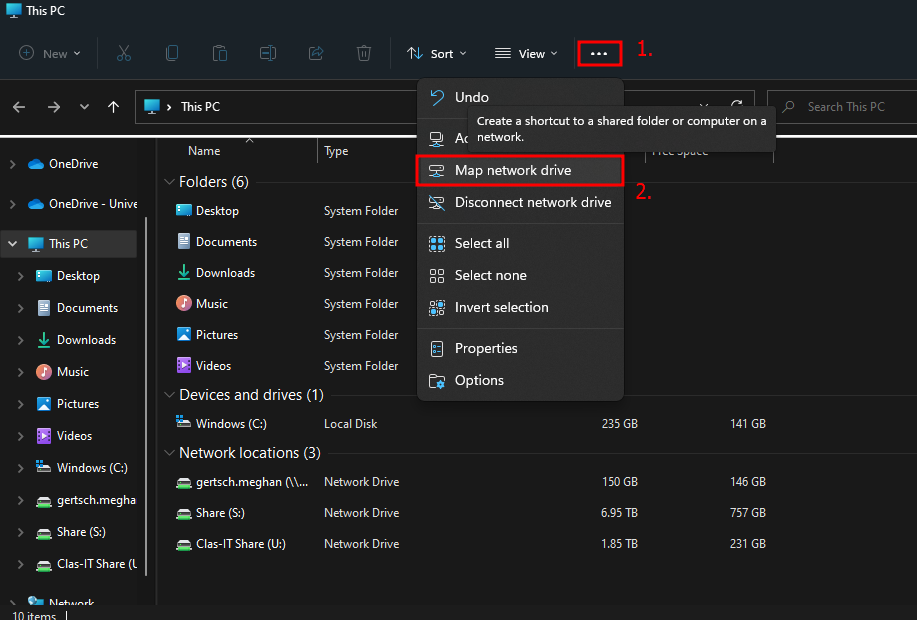 This PC
New
Sort
View
1.
This PC
Search This PC
Undo
Create a shortcut to a shared folder or computer on a
network.
Map network drive
2.
Disconnect network drive
Select all
Select none
Invert selection
Properties
Options
OneDrive
OneDrive - Unive
This PC
Desktop
Documents
Downloads
Music
Pictures
Videos
Windows (C:)
gertsch.megha
Share (S:)
Clas-IT Share (U
Network
Name Type Free Space
Folders (6)
Desktop System Folder
Documents System Folder
Downloads System Folder
Music System Folder
Pictures System Folder
Videos System Folder
Devices and drives (1)
Windows (C:) Local Disk 235 GB 141 GB
Network locations (3)
gertsch.meghan (\\... Network Drive 150 GB 146 GB
Share (S:) Network Drive 6.95 TB 757 GB
Clas-IT Share (U:) Network Drive 1.85 TB 231 GB
10 items